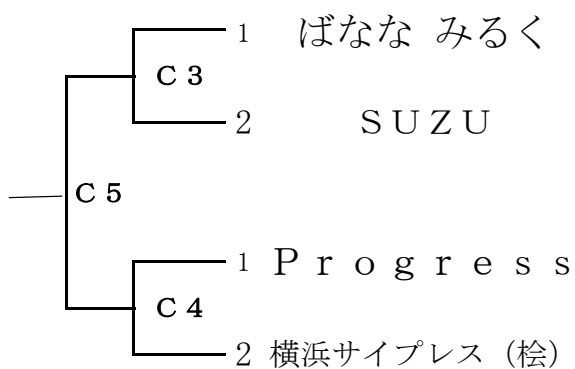 1 ばなな みるく
C3
2 SUZU
C5
1 Progress
C4
2 横浜サイプレス（桧）